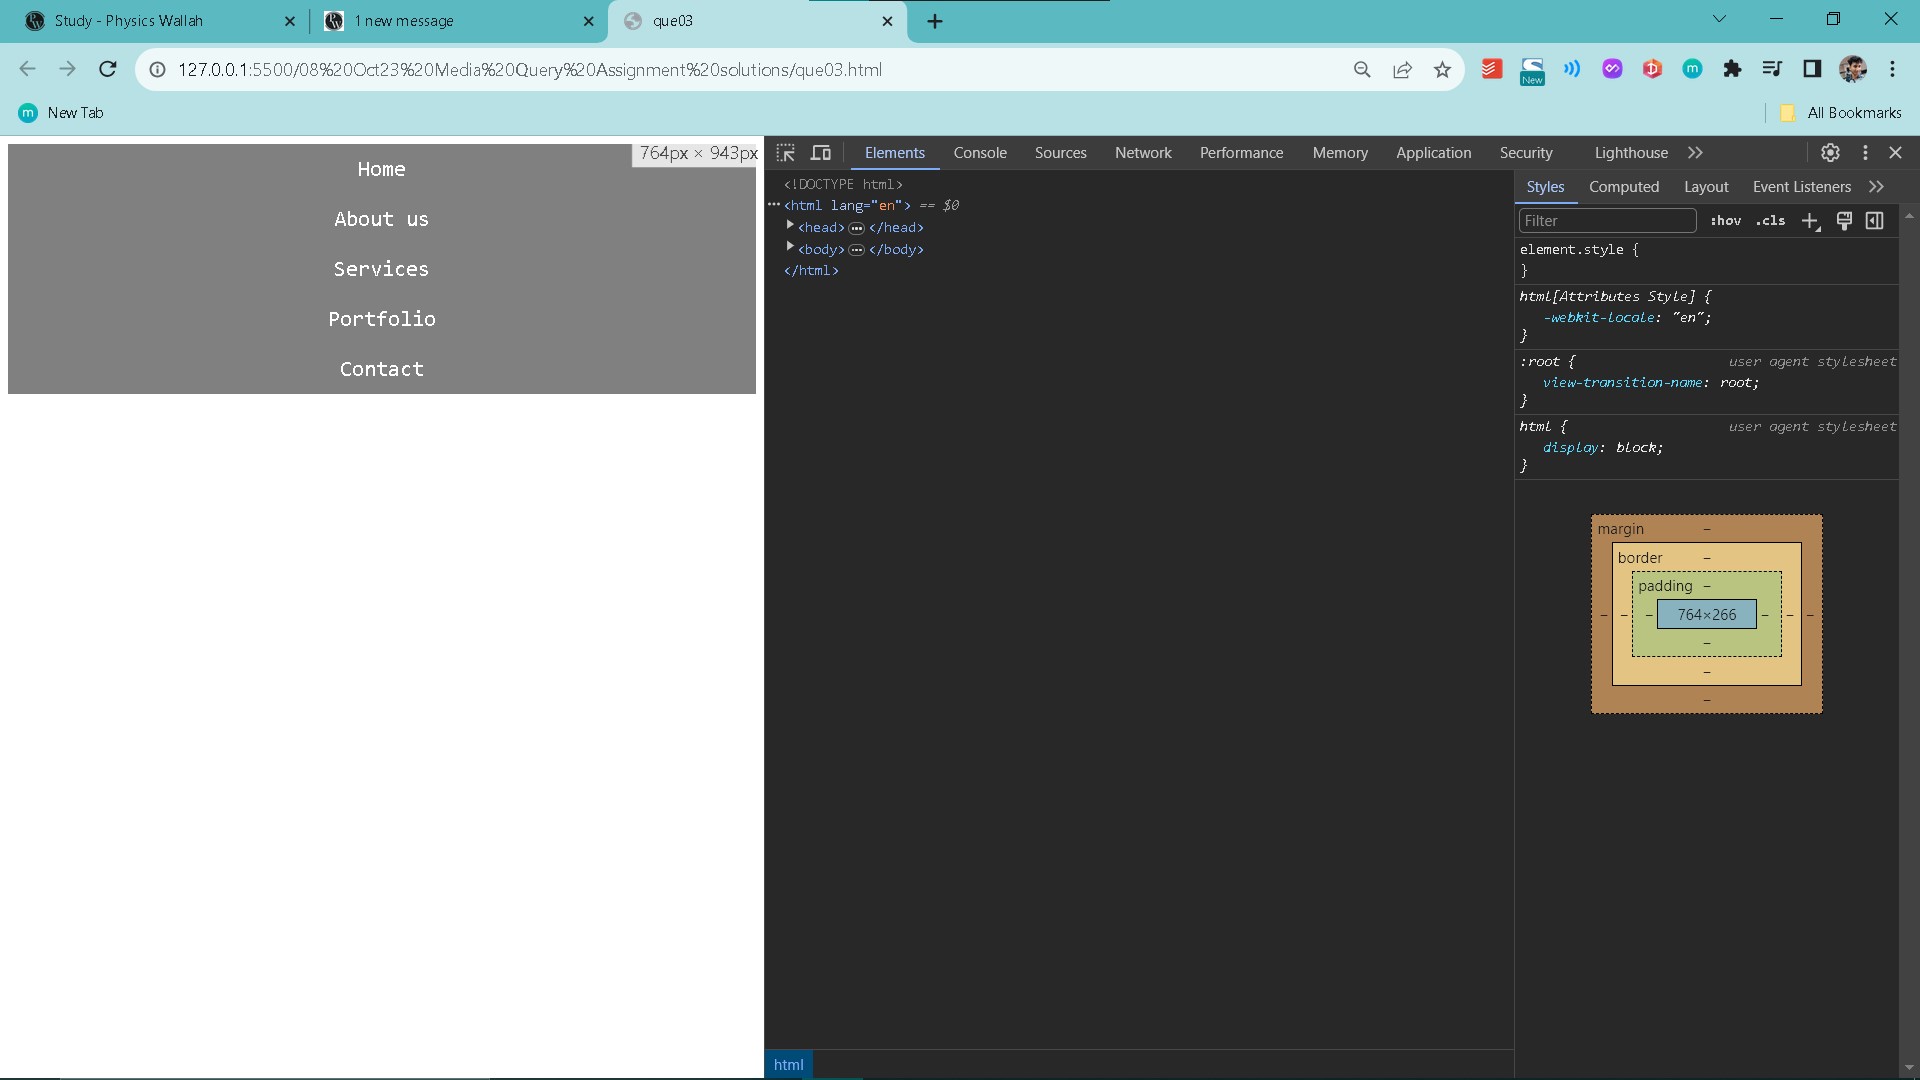 Study - Physics Wallah
1 new message
que03
127.0.0.1:5500/08%20Oct23%20Media%20Query%20Assignment%20solutions/que03.html
New
m New Tab
All Bookmarks
764px × 943px
Home
About us
Services
Portfolio
Contact
Elements Console Sources Network Performance Memory Application Security Lighthouse
<!DOCTYPE html>
<html lang="en"> == $0
<head> </head>
<body> </body>
</html>
html
Styles Computed Layout Event Listeners
Filter :hov .cls
element.style {
}
html[Attributes Style] {
-webkit-locale: "en";
}
:root { user agent stylesheet
view-transition-name: root;
}
html { user agent stylesheet
display: block;
}
margin –
border –
padding –
– – – 764×266 – – –
–
–
–